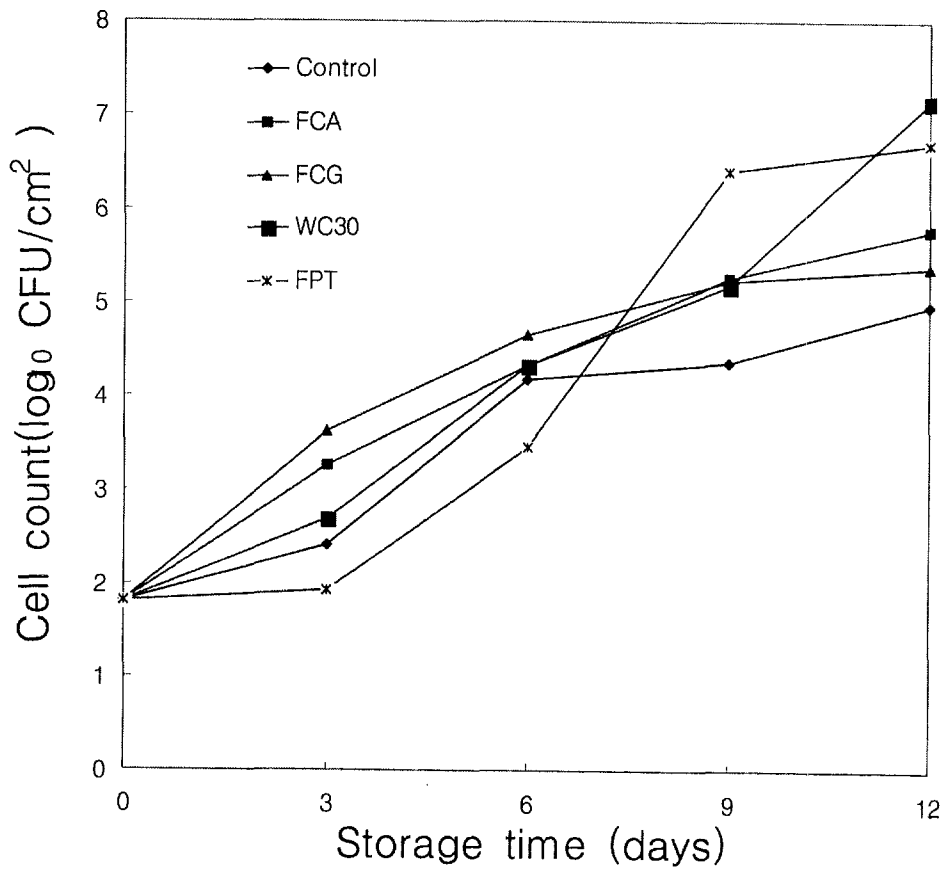 8
7
6
5
4
3
2
1
0
Cell count(log₀ CFU/cm²)
Control
FCA
FCG
WC30
FPT
0 3 6 9 12
Storage time (days)